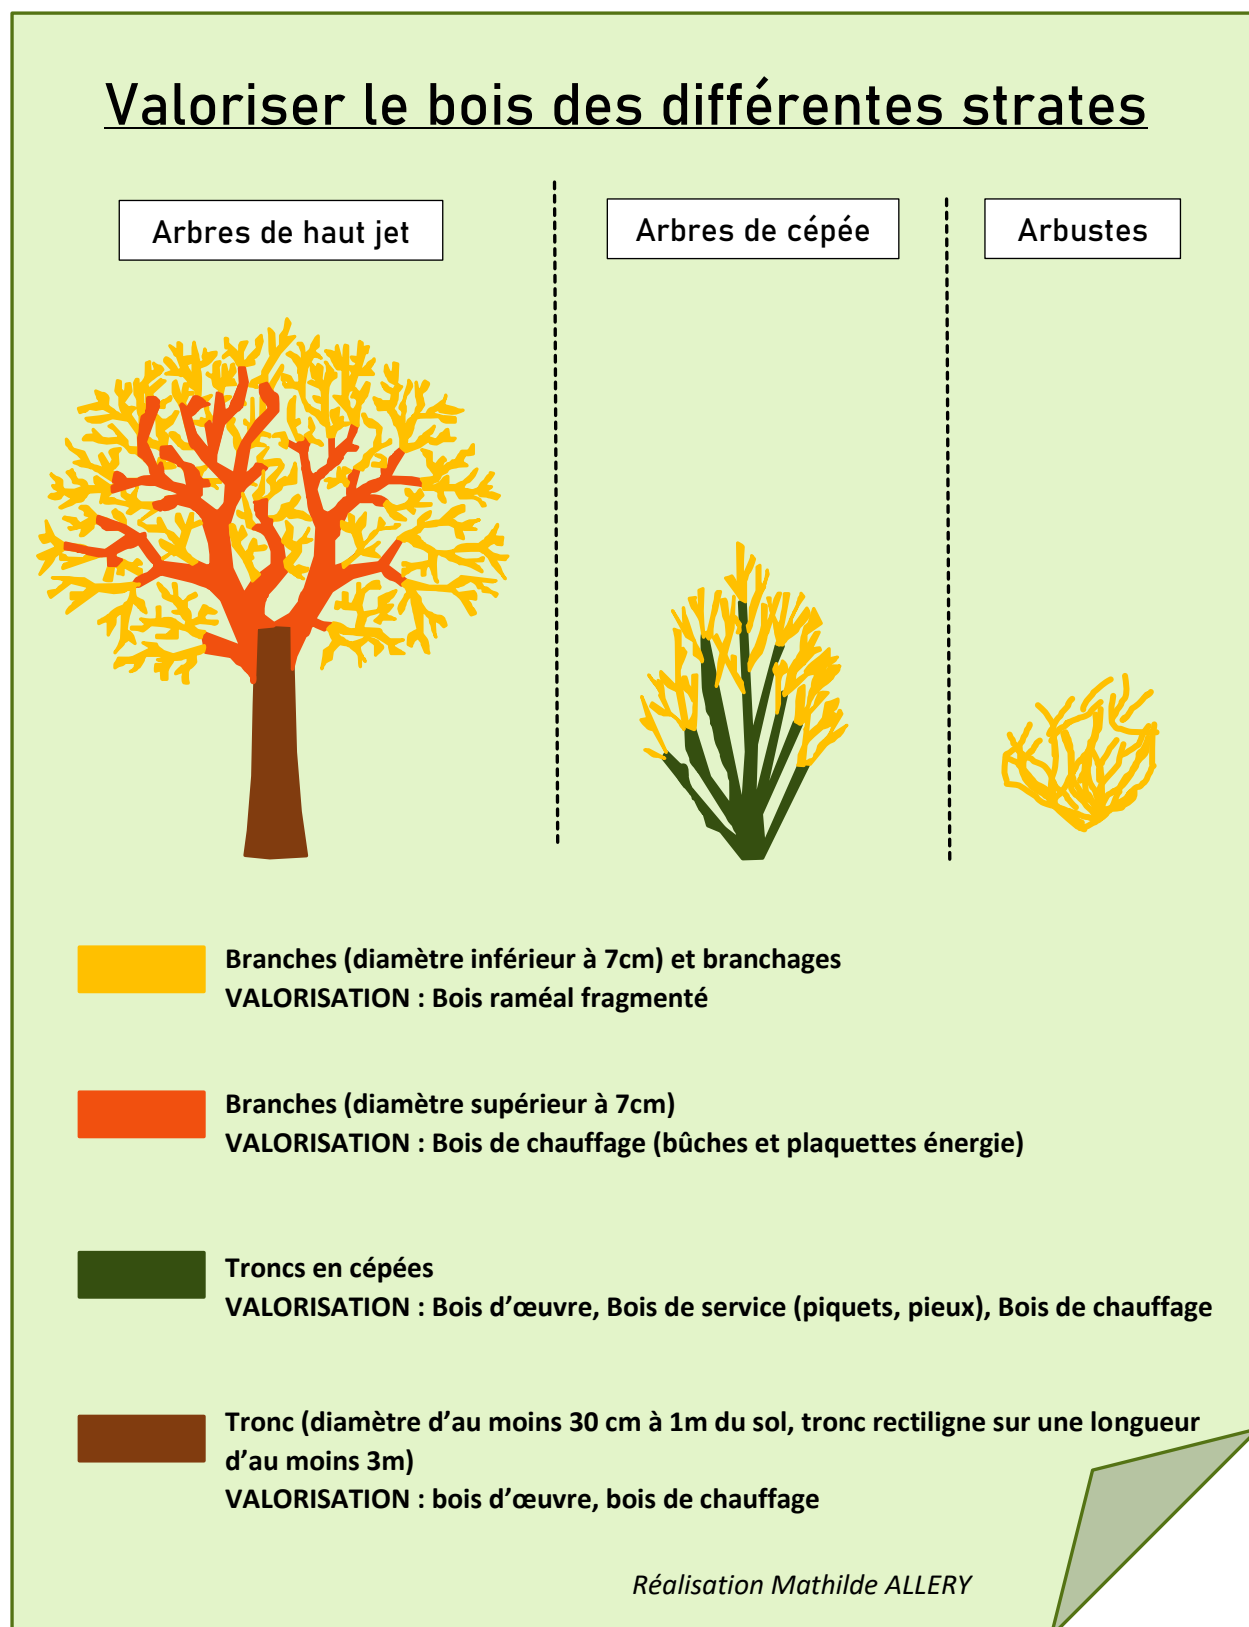 Valoriser le bois des différentes strates
Arbres de haut jet
Arbres de cépée
Arbustes
Branches (diamètre inférieur à 7cm) et branchages
VALORISATION : Bois raméal fragmenté
Branches (diamètre supérieur à 7cm)
VALORISATION : Bois de chauffage (bûches et plaquettes énergie)
Troncs en cépées
VALORISATION : Bois d’œuvre, Bois de service (piquets, pieux), Bois de chauffage
Tronc (diamètre d’au moins 30 cm à 1m du sol, tronc rectiligne sur une longueur
d’au moins 3m)
VALORISATION : bois d’œuvre, bois de chauffage
Réalisation Mathilde ALLERY